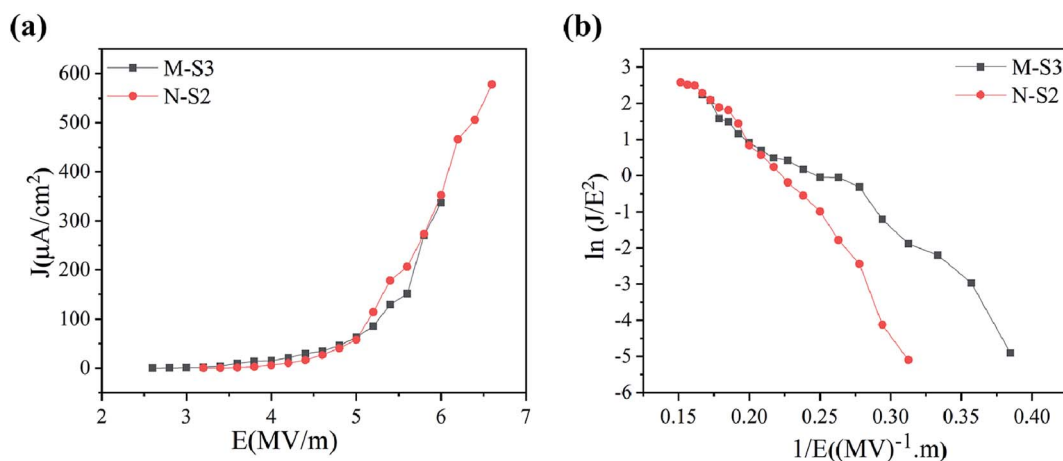 (a)
M-S3
N-S2
600
500
400
300
200
100
0
J(μA/cm²)
2
3
4
5
6
7
E(MV/m)
(b)
M-S3
N-S2
3
2
1
0
-1
-2
-3
-4
-5
-6
ln (J/E²)
0.15
0.20
0.25
0.30
0.35
0.40
1/E((MV)⁻¹.m)